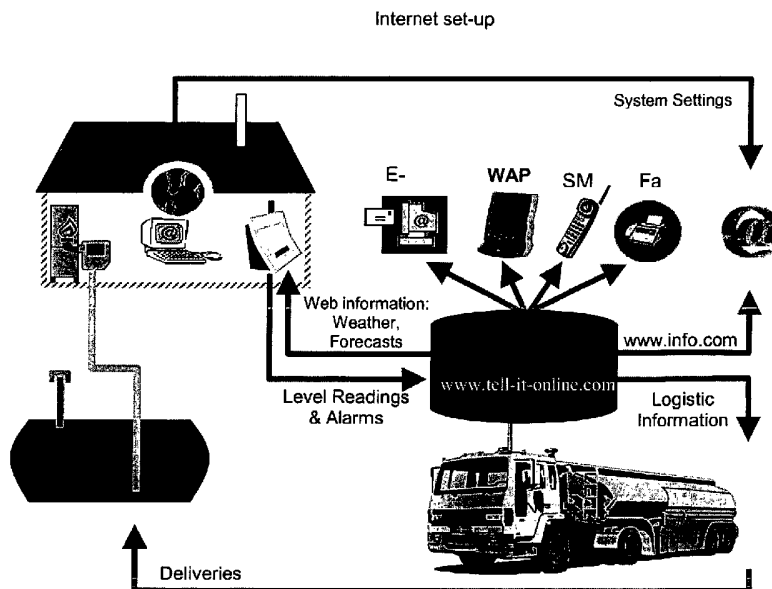 Internet set-up
System Settings
E-
WAP
SM
Fa
Web information:
Weather,
Forecasts
www.info.com
www.tell-it-online.com
Level Readings
& Alarms
Logistic
Information
Deliveries